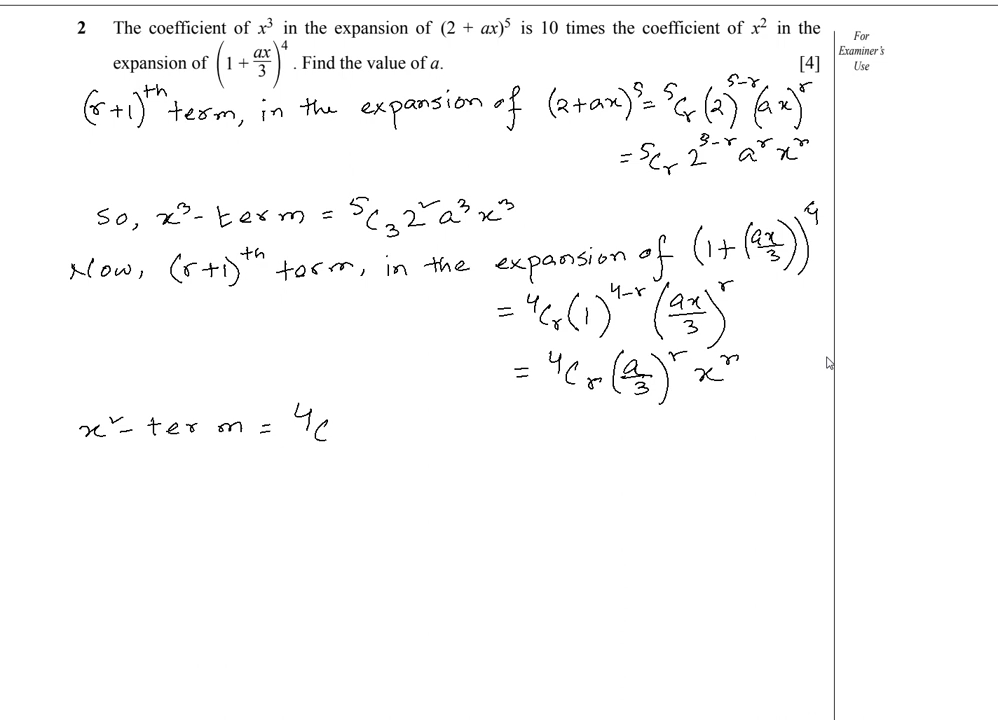 2 The coefficient of x³ in the expansion of (2 + ax)⁵ is 10 times the coefficient of x² in the
expansion of (1 + ax/3)⁴. Find the value of a. [4]
For
Examiner's
Use
(r+1)ᵗʰ term, in the expansion of (2+ax)⁵ = ⁵Cᵣ (2)⁵⁻ʳ (ax)ʳ
= ⁵Cᵣ 2⁵⁻ʳ aʳ xʳ
So, x³- term = ⁵C₃ 2² a³ x³
Now, (r+1)ᵗʰ term, in the expansion of (1+(ax/3))⁴
= ⁴Cᵣ (1)⁴⁻ʳ (ax/3)ʳ
= ⁴Cᵣ (a/3)ʳ xʳ
x²- term = ⁴C